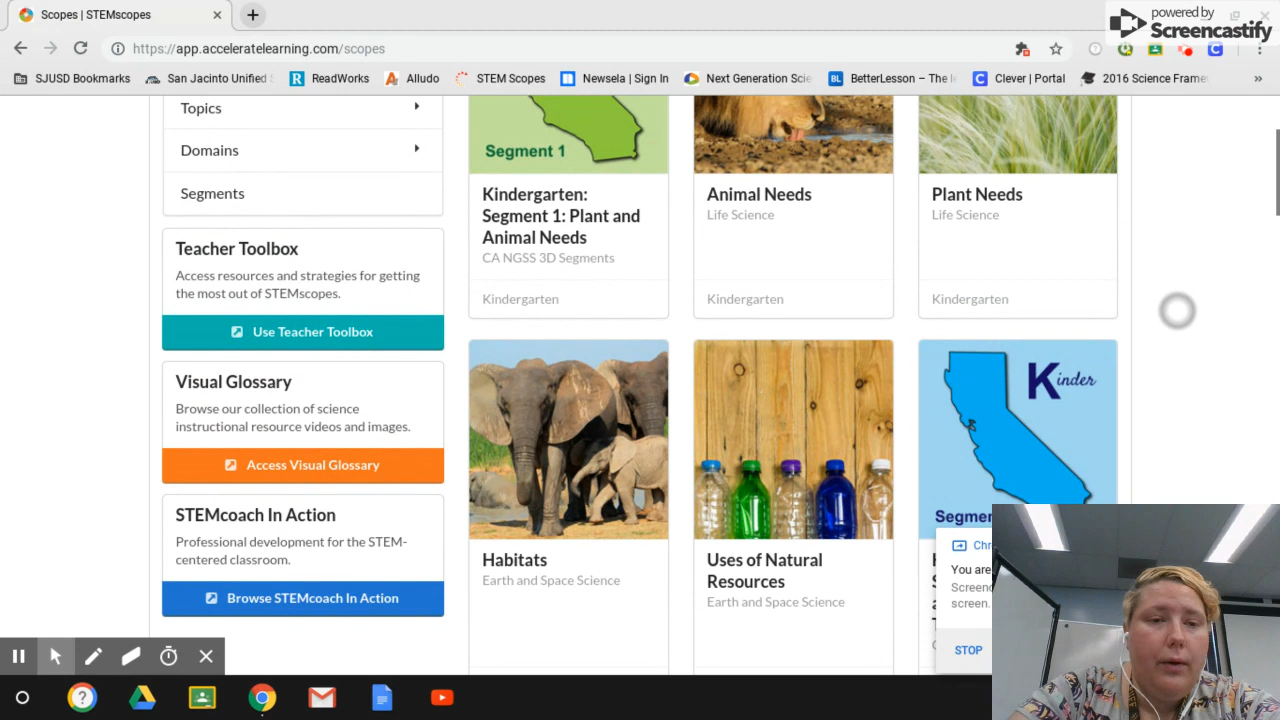 Scopes | STEMscopes
powered by
Screencastify
https://app.acceleratelearning.com/scopes
SJUSD Bookmarks
San Jacinto Unified
ReadWorks
Alludo
STEM Scopes
Newsela | Sign In
Next Generation Scie
BetterLesson – The le
Clever | Portal
2016 Science Frame
»
Topics
Domains
Segments
Teacher Toolbox
Access resources and strategies for getting
the most out of STEMscopes.
Use Teacher Toolbox
Visual Glossary
Browse our collection of science
instructional resource videos and images.
Access Visual Glossary
STEMcoach In Action
Professional development for the STEM-
centered classroom.
Browse STEMcoach In Action
Segment 1
Kindergarten:
Segment 1: Plant and
Animal Needs
CA NGSS 3D Segments
Kindergarten
Animal Needs
Life Science
Kindergarten
Plant Needs
Life Science
Kindergarten
Habitats
Earth and Space Science
Uses of Natural
Resources
Earth and Space Science
Kinder
Segmen
Chr
You are
Screenc
screen.
STOP